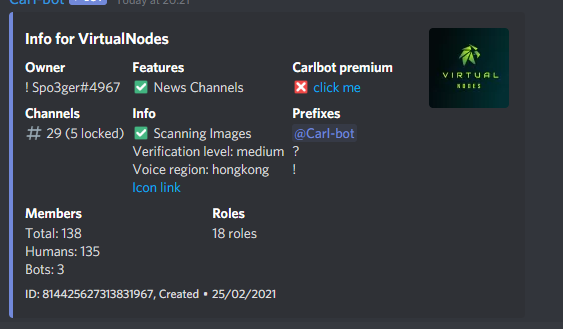 Carl-bot BOT Today at 20:21
Info for VirtualNodes
Owner
! Spo3ger#4967
Features
News Channels
Carlbot premium
click me
VIRTUAL
NODES
Channels
29 (5 locked)
Info
Scanning Images
Verification level: medium
Voice region: hongkong
Icon link
Prefixes
@Carl-bot
?
!
Members
Total: 138
Humans: 135
Bots: 3
Roles
18 roles
ID: 814425627313831967, Created • 25/02/2021